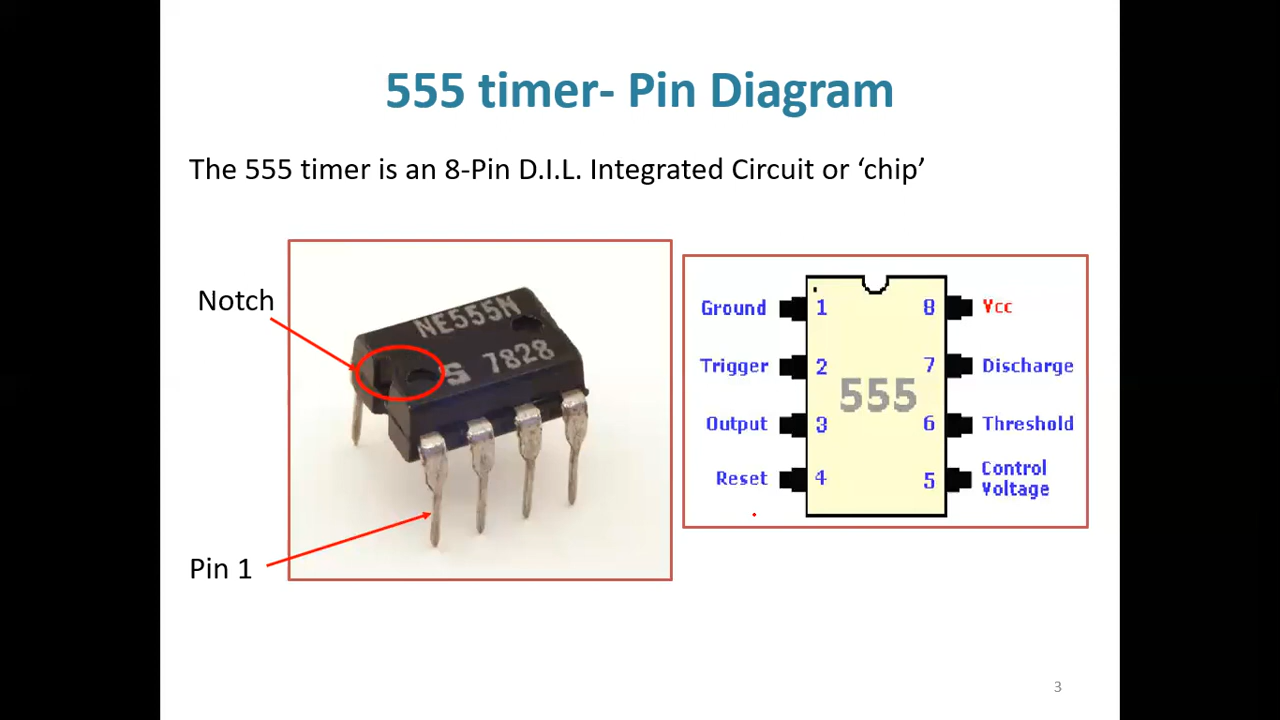 555 timer- Pin Diagram
The 555 timer is an 8-Pin D.I.L. Integrated Circuit or ‘chip’
Notch
NE555N
S 7828
Pin 1
Ground 1 8 Vcc
Trigger 2 7 Discharge
555
Output 3 6 Threshold
Reset 4 5 Control
Voltage
3